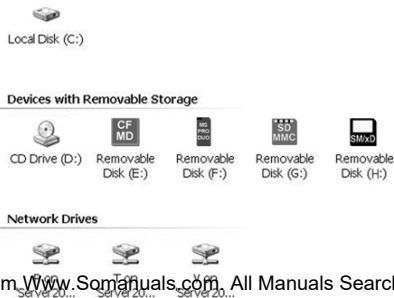 Local Disk (C:)
Devices with Removable Storage
CF MD
MS PRO DUO
SD MMC
SM/xD
CD Drive (D:) Removable Disk (E:) Removable Disk (F:) Removable Disk (G:) Removable Disk (H:)
Network Drives
m Www.Somanuals.com. All Manuals Search
Server20... Server20... Server20...